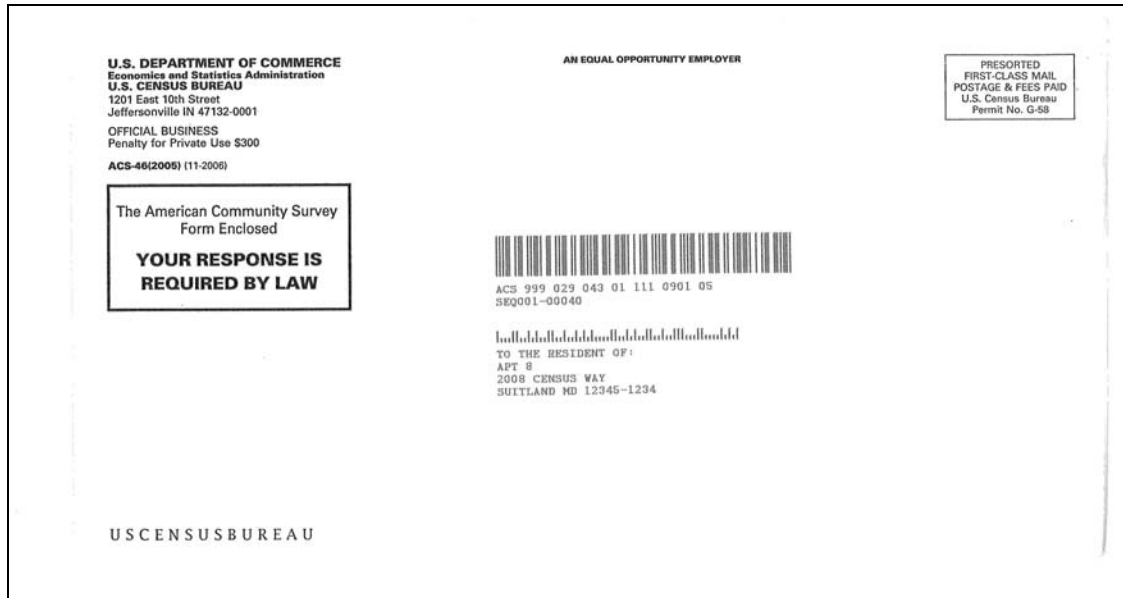 U.S. DEPARTMENT OF COMMERCE
Economics and Statistics Administration
U.S. CENSUS BUREAU
1201 East 10th Street
Jeffersonville IN 47132-0001
OFFICIAL BUSINESS
Penalty for Private Use $300
ACS-46(2005) (11-2006)
AN EQUAL OPPORTUNITY EMPLOYER
PRESORTED
FIRST-CLASS MAIL
POSTAGE & FEES PAID
U.S. Census Bureau
Permit No. G-58
The American Community Survey
Form Enclosed
YOUR RESPONSE IS
REQUIRED BY LAW
ACS 999 029 043 01 111 0901 05
SEQ001-00040
TO THE RESIDENT OF:
APT 8
2008 CENSUS WAY
SUITLAND MD 12345-1234
USCENSUSBUREAU